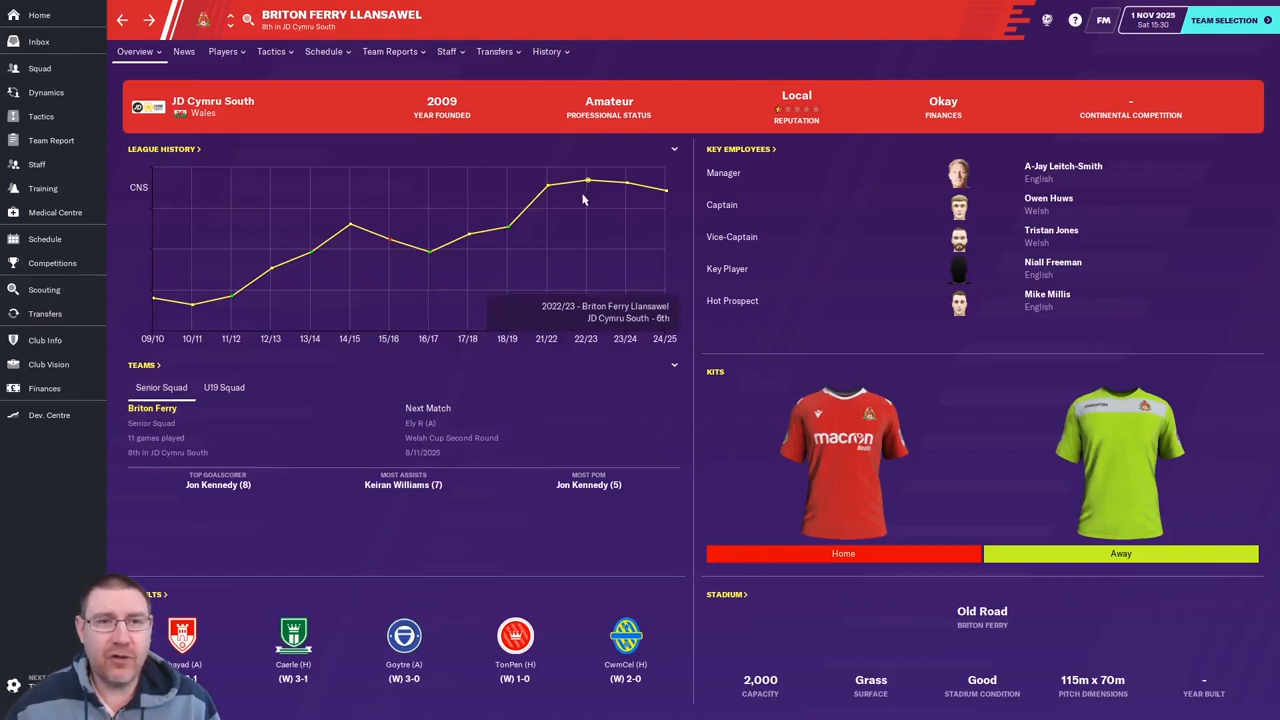 BRITON FERRY LLANSAWEL
8th in JD Cymru South
FM
1 NOV 2025
Sat 15:30
TEAM SELECTION
Home
Inbox
Squad
Dynamics
Tactics
Team Report
Staff
Training
Medical Centre
Schedule
Competitions
Scouting
Transfers
Club Info
Club Vision
Finances
Dev. Centre
NEXT
Overview News Players Tactics Schedule Team Reports Staff Transfers History
JD Cymru South
Wales
2009
YEAR FOUNDED
Amateur
PROFESSIONAL STATUS
Local
REPUTATION
Okay
FINANCES
-
CONTINENTAL COMPETITION
LEAGUE HISTORY >
CNS
2022/23 - Briton Ferry Llansawel
JD Cymru South - 6th
09/10 10/11 11/12 12/13 13/14 14/15 15/16 16/17 17/18 18/19 21/22 22/23 23/24 24/25
TEAMS >
Senior Squad U19 Squad
Briton Ferry
Senior Squad
11 games played
8th in JD Cymru South
Next Match
Ely R (A)
Welsh Cup Second Round
8/11/2025
TOP GOALSCORER
Jon Kennedy (8)
MOST ASSISTS
Keiran Williams (7)
MOST POM
Jon Kennedy (5)
Caerle (H)
(W) 3-1
Goytre (A)
(W) 3-0
TonPen (H)
(W) 1-0
CwmCel (H)
(W) 2-0
KEY EMPLOYEES >
Manager
A-Jay Leitch-Smith
English
Captain
Owen Huws
Welsh
Vice-Captain
Tristan Jones
Welsh
Key Player
Niall Freeman
English
Hot Prospect
Mike Millis
English
KITS
macron
Home
Away
STADIUM >
Old Road
BRITON FERRY
2,000
CAPACITY
Grass
SURFACE
Good
STADIUM CONDITION
115m x 70m
PITCH DIMENSIONS
-
YEAR BUILT